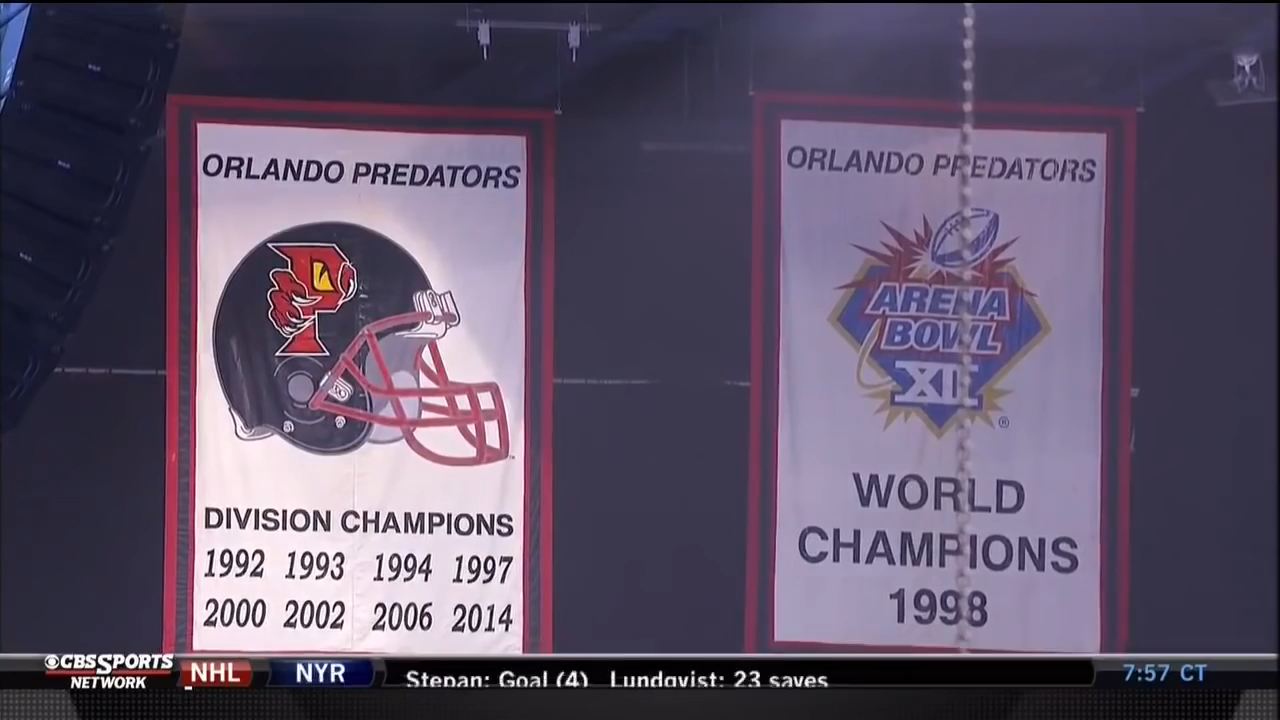 ORLANDO PREDATORS
DIVISION CHAMPIONS
1992 1993 1994 1997
2000 2002 2006 2014
ORLANDO PREDATORS
ARENA
BOWL
XII
®
WORLD
CHAMPIONS
1998
CBS SPORTS
NETWORK
NHL NYR Stepan: Goal (4) Lundqvist: 23 saves 7:57 CT